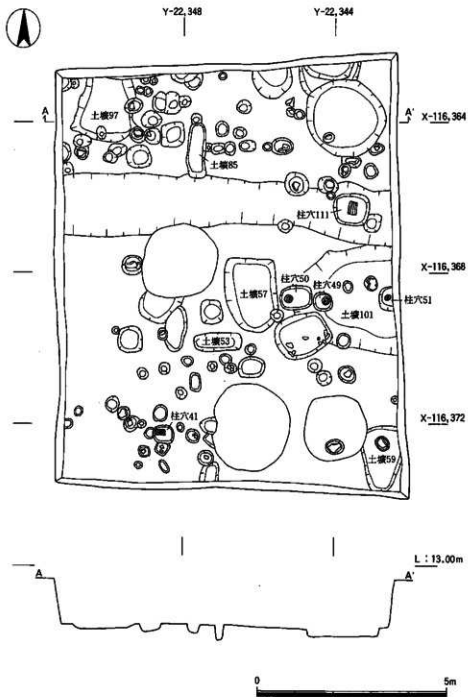 Y-22,348
Y-22,344
A
A'
X-116,364
土壙97
土壙85
柱穴111
X-116,368
柱穴50
柱穴49
土壙57
柱穴51
土壙101
土壙53
柱穴41
X-116,372
土壙59
L:13.00m
A
A'
0
5m